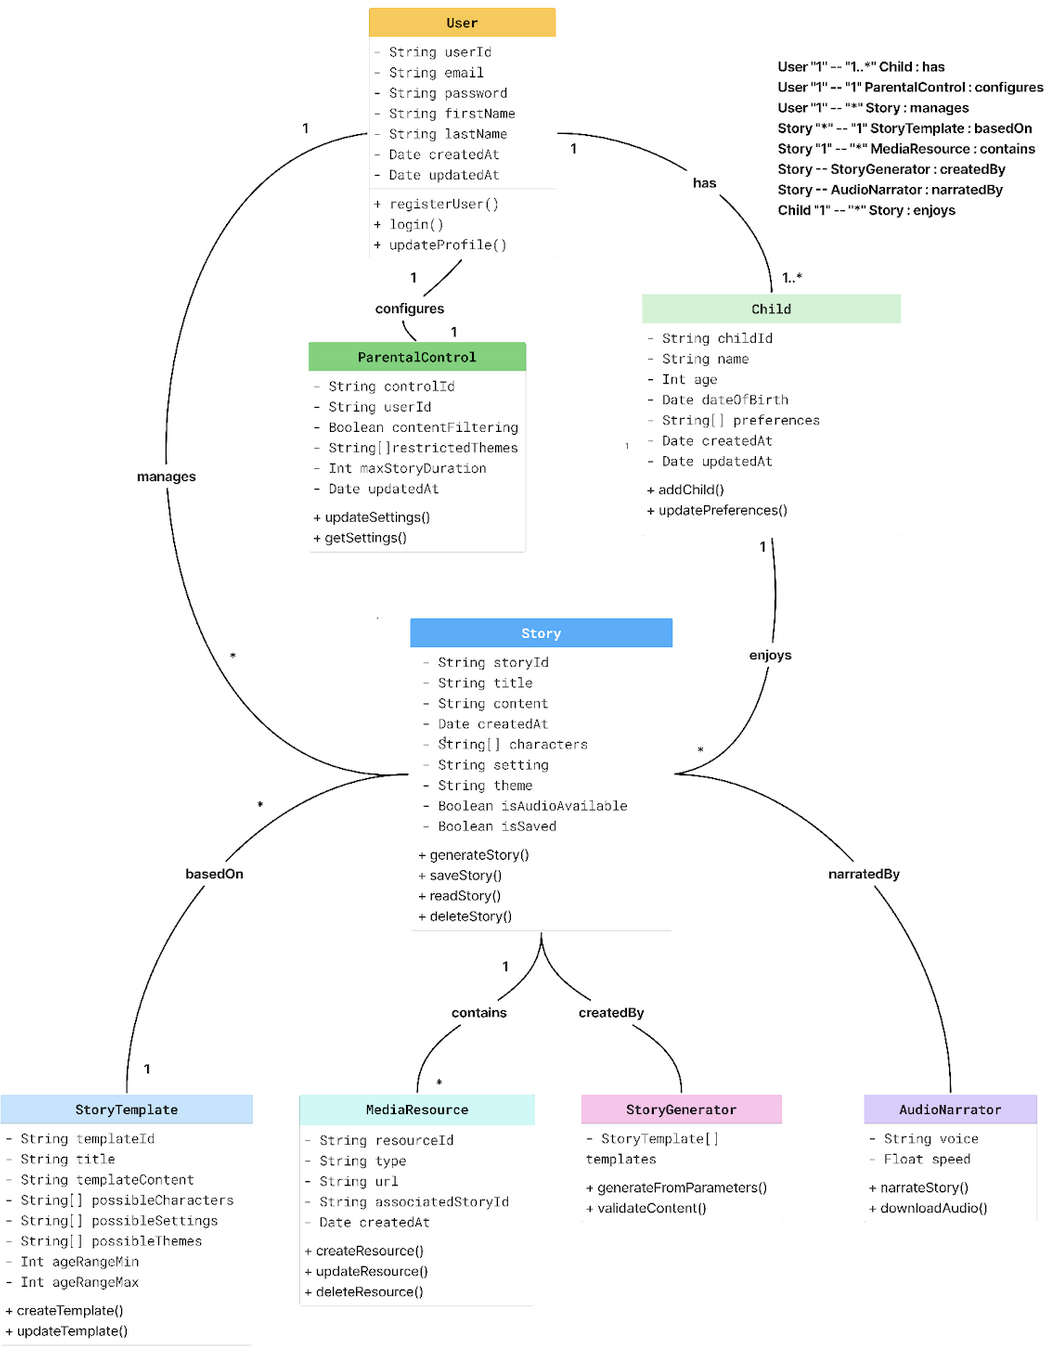 User
- String userId
- String email
- String password
- String firstName
- String lastName
- Date createdAt
- Date updatedAt
+ registerUser()
+ login()
+ updateProfile()
User "1" -- "1..*" Child : has
User "1" -- "1" ParentalControl : configures
User "1" -- "*" Story : manages
Story "*" -- "1" StoryTemplate : basedOn
Story "1" -- "*" MediaResource : contains
Story -- StoryGenerator : createdBy
Story -- AudioNarrator : narratedBy
Child "1" -- "*" Story : enjoys
1
1
has
1
1..*
configures
1
ParentalControl
- String controlId
- String userId
- Boolean contentFiltering
- String[]restrictedThemes
- Int maxStoryDuration
- Date updatedAt
+ updateSettings()
+ getSettings()
Child
- String childId
- String name
- Int age
- Date dateOfBirth
- String[] preferences
- Date createdAt
- Date updatedAt
+ addChild()
+ updatePreferences()
1
manages
1
enjoys
*
*
Story
- String storyId
- String title
- String content
- Date createdAt
- String[] characters
- String setting
- String theme
- Boolean isAudioAvailable
- Boolean isSaved
+ generateStory()
+ saveStory()
+ readStory()
+ deleteStory()
*
basedOn
narratedBy
1
contains
createdBy
1
*
StoryTemplate
- String templateId
- String title
- String templateContent
- String[] possibleCharacters
- String[] possibleSettings
- String[] possibleThemes
- Int ageRangeMin
- Int ageRangeMax
+ createTemplate()
+ updateTemplate()
MediaResource
- String resourceId
- String type
- String url
- String associatedStoryId
- Date createdAt
+ createResource()
+ updateResource()
+ deleteResource()
StoryGenerator
- StoryTemplate[]
templates
+ generateFromParameters()
+ validateContent()
AudioNarrator
- String voice
- Float speed
+ narrateStory()
+ downloadAudio()